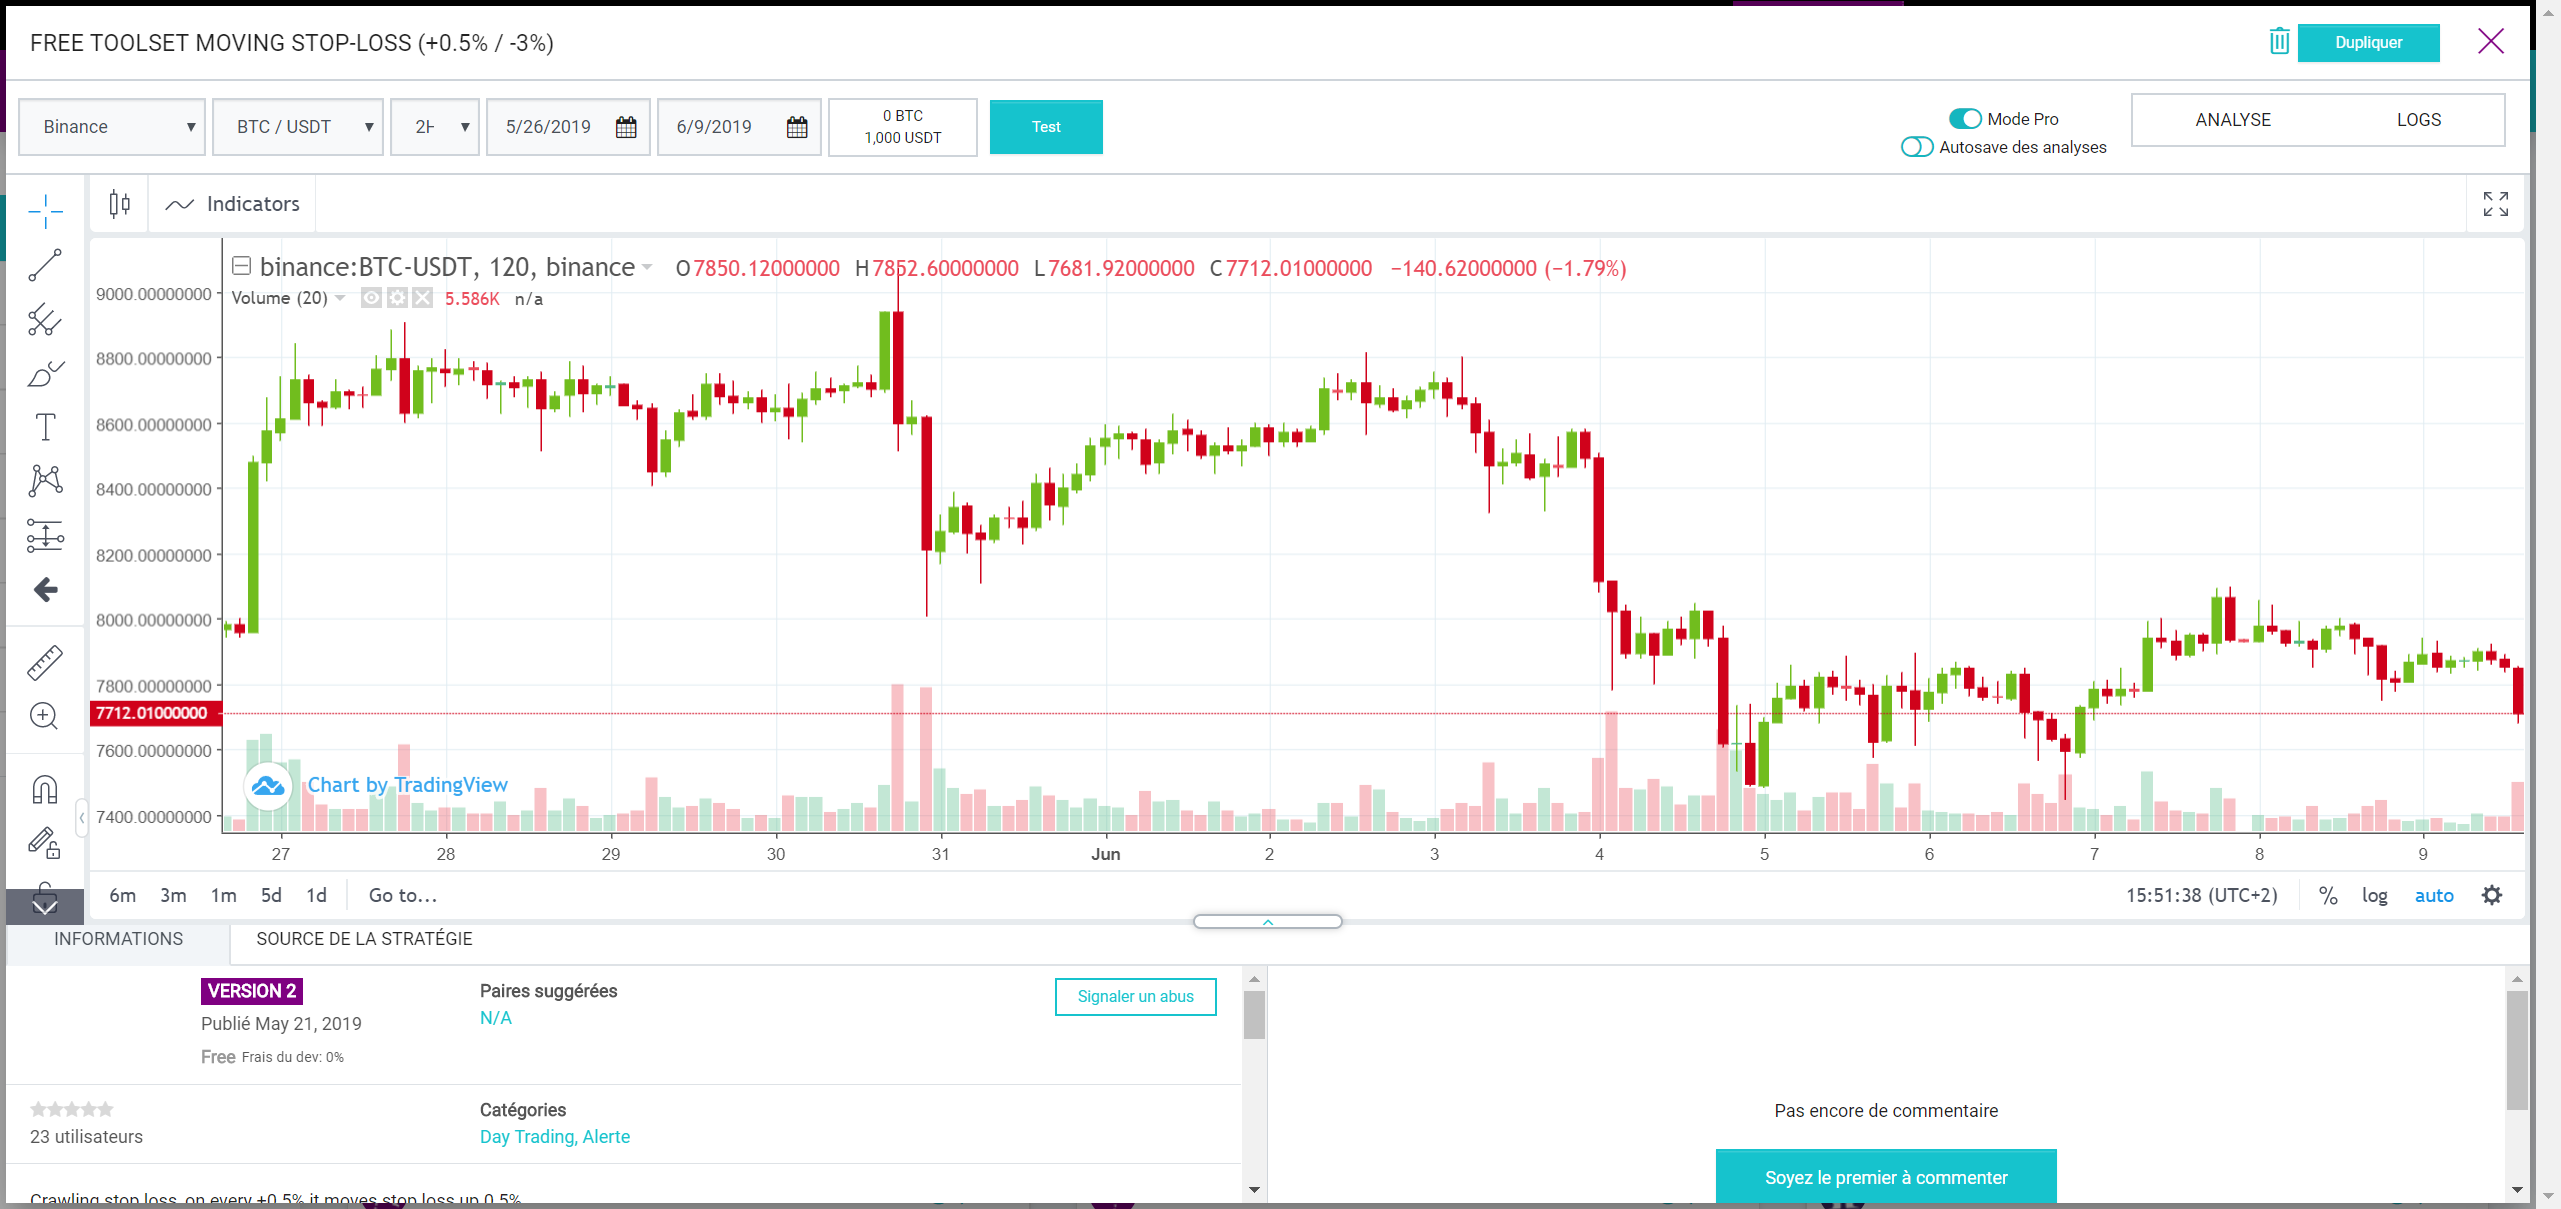 FREE TOOLSET MOVING STOP-LOSS (+0.5% / -3%)
Dupliquer
Binance
BTC / USDT
2H
5/26/2019
6/9/2019
0 BTC
1,000 USDT
Test
Mode Pro
Autosave des analyses
ANALYSE
LOGS
Indicators
binance:BTC-USDT, 120, binance O7850.12000000 H7852.60000000 L7681.92000000 C7712.01000000 −140.62000000 (−1.79%)
Volume (20) 5.586K n/a
9000.00000000
8800.00000000
8600.00000000
8400.00000000
8200.00000000
8000.00000000
7800.00000000
7712.01000000
7600.00000000
7400.00000000
Chart by TradingView
27 28 29 30 31 Jun 2 3 4 5 6 7 8 9
6m 3m 1m 5d 1d Go to...
15:51:38 (UTC+2) % log auto
INFORMATIONS
SOURCE DE LA STRATÉGIE
VERSION 2
Publié May 21, 2019
Free Frais du dev: 0%
Paires suggérées
N/A
Signaler un abus
23 utilisateurs
Catégories
Day Trading, Alerte
Crawling stop loss, on every +0.5% it moves stop loss up 0.5%
Pas encore de commentaire
Soyez le premier à commenter